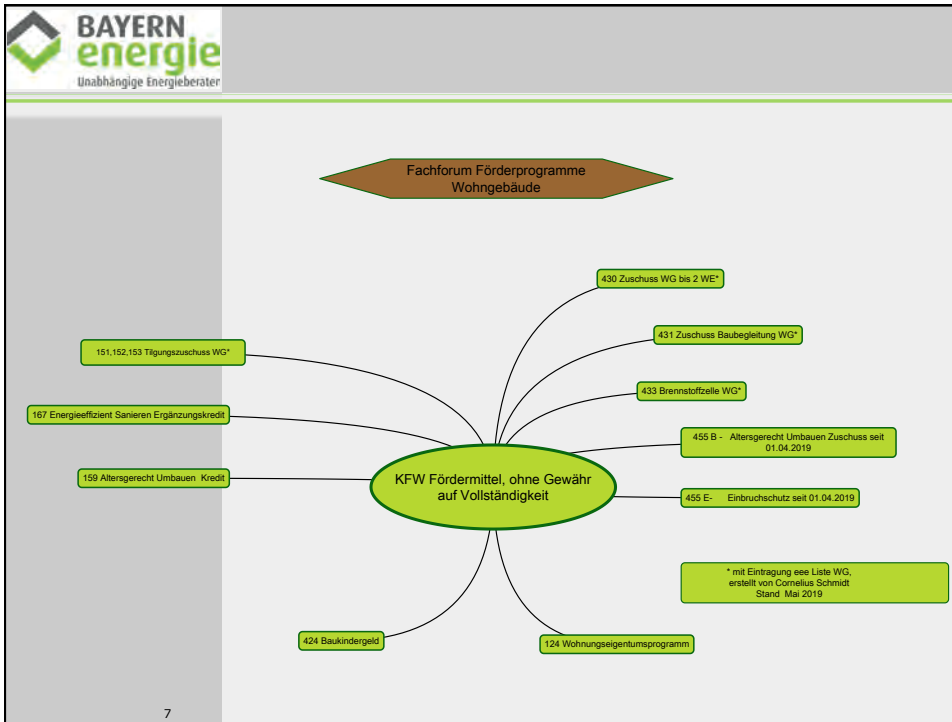 BAYERN
energie
Unabhängige Energieberater
Fachforum Förderprogramme
Wohngebäude
430 Zuschuss WG bis 2 WE*
431 Zuschuss Baubegleitung WG*
151,152,153 Tilgungszuschuss WG*
433 Brennstoffzelle WG*
167 Energieeffizient Sanieren Ergänzungskredit
455 B - Altersgerecht Umbauen Zuschuss seit
01.04.2019
159 Altersgerecht Umbauen Kredit
KFW Fördermittel, ohne Gewähr
auf Vollständigkeit
455 E- Einbruchschutz seit 01.04.2019
* mit Eintragung eee Liste WG,
erstellt von Cornelius Schmidt
Stand Mai 2019
424 Baukindergeld
124 Wohnungseigentumsprogramm
7